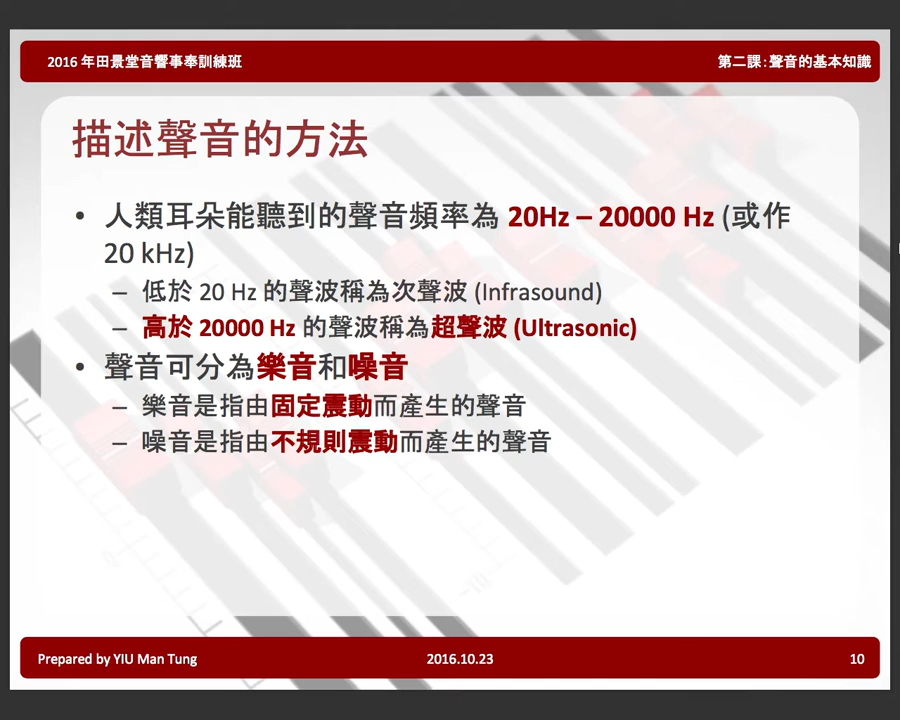 2016 年田景堂音響事奉訓練班
第二課：聲音的基本知識
描述聲音的方法
• 人類耳朵能聽到的聲音頻率為 20Hz – 20000 Hz (或作
20 kHz)
– 低於 20 Hz 的聲波稱為次聲波 (Infrasound)
– 高於 20000 Hz 的聲波稱為超聲波 (Ultrasonic)
• 聲音可分為樂音和噪音
– 樂音是指由固定震動而產生的聲音
– 噪音是指由不規則震動而產生的聲音
Prepared by YIU Man Tung
2016.10.23
10